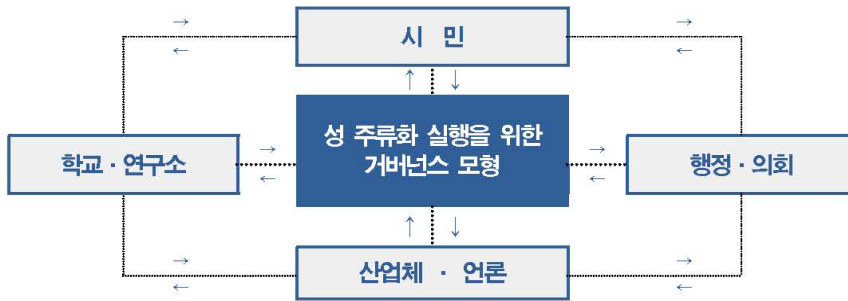 시 민
성 주류화 실행을 위한
거버넌스 모형
학교 · 연구소
행정 · 의회
산업체 · 언론